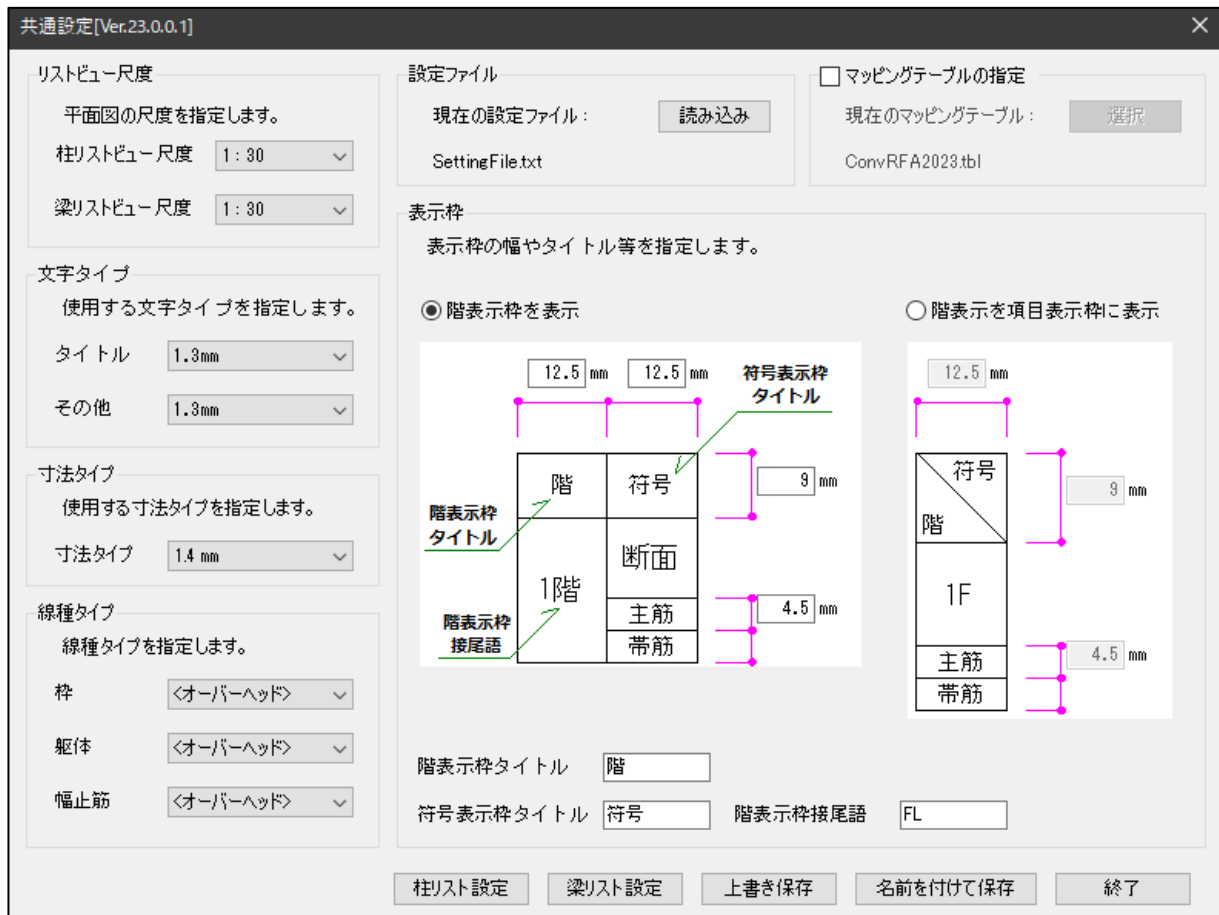 共通設定[Ver.23.0.0.1]
リストビュー尺度
平面図の尺度を指定します。
柱リストビュー尺度 1 : 30
梁リストビュー尺度 1 : 30
文字タイプ
使用する文字タイプを指定します。
タイトル 1.3mm
その他 1.3mm
寸法タイプ
使用する寸法タイプを指定します。
寸法タイプ 1.4 mm
線種タイプ
線種タイプを指定します。
枠 <オーバーヘッド>
躯体 <オーバーヘッド>
幅止筋 <オーバーヘッド>
設定ファイル
現在の設定ファイル: 読み込み
SettingFile.txt
マッピングテーブルの指定
現在のマッピングテーブル: 選択
ConvRFA2023.tbl
表示枠
表示枠の幅やタイトル等を指定します。
階表示枠を表示
12.5 mm 12.5 mm
符号表示枠
タイトル
階 符号
9 mm
階表示枠
タイトル
断面
1階
4.5 mm
主筋
階表示枠
接尾語
帯筋
階表示を項目表示枠に表示
12.5 mm
符号
9 mm
階
1F
4.5 mm
主筋
帯筋
階表示枠タイトル 階
符号表示枠タイトル 符号 階表示枠接尾語 FL
柱リスト設定 梁リスト設定 上書き保存 名前を付けて保存 終了